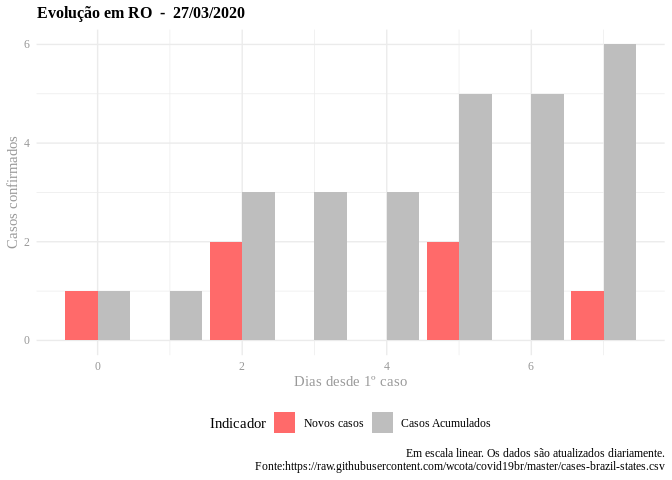 Evolução em RO - 27/03/2020
Casos confirmados
6
4
2
0
0 2 4 6
Dias desde 1º caso
Indicador Novos casos Casos Acumulados
Em escala linear. Os dados são atualizados diariamente.
Fonte:https://raw.githubusercontent.com/wcota/covid19br/master/cases-brazil-states.csv